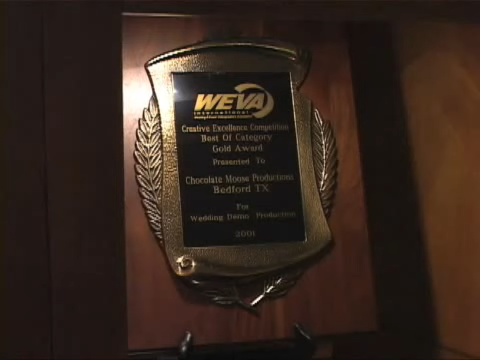 WEVA
international
Creative Excellence Competition
Best Of Category
Gold Award
Presented To
Chocolate Mouse Productions
Bedford TX
For
Wedding Demo Production
2001